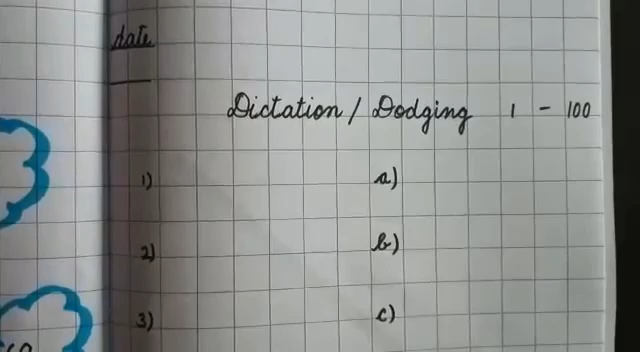 date
Dictation / Dodging 1 - 100
1) a)
2) b)
3) c)